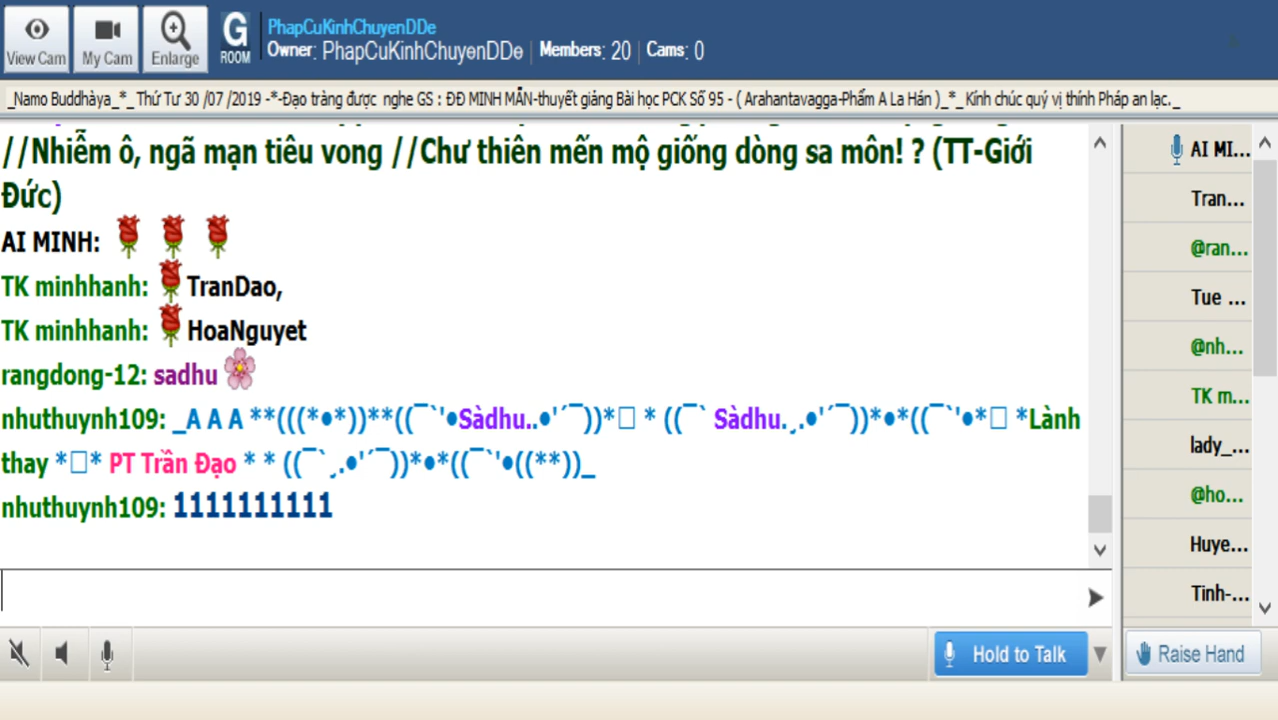 PhapCuKinhChuyenDDe
Owner: PhapCuKinhChuyenDDe | Members: 20 | Cams: 0
View Cam
My Cam
Enlarge
G
ROOM
_Namo Buddhàya_*_ Thứ Tư 30 /07 /2019 -*-Đạo tràng được nghe GS : ĐĐ MINH MẪN-thuyết giảng Bài học PCK Số 95 - ( Arahantavagga-Phẩm A La Hán )_*_ Kính chúc quý vị thính Pháp an lạc._
//Nhiễm ô, ngã mạn tiêu vong //Chư thiên mến mộ giống dòng sa môn! ? (TT-Giới
Đức)
AI MINH:
TK minhhanh: TranDao,
TK minhhanh: HoaNguyet
rangdong-12: sadhu
nhuthuynh109: _A A A **(((*•*))**((¯`'•Sàdhu..•'´¯))*□ * ((¯` Sàdhu.¸.•'´¯))*•*((¯`'•*□ *Lành
thay *□* PT Trần Đạo * * ((¯`¸.•'´¯))*•*((¯`'•((**))_
nhuthuynh109: 1111111111
AI MI...
Tran...
@ran...
Tue ...
@nh...
TK m...
lady_...
@ho...
Huye...
Tinh-...
Hold to Talk
Raise Hand